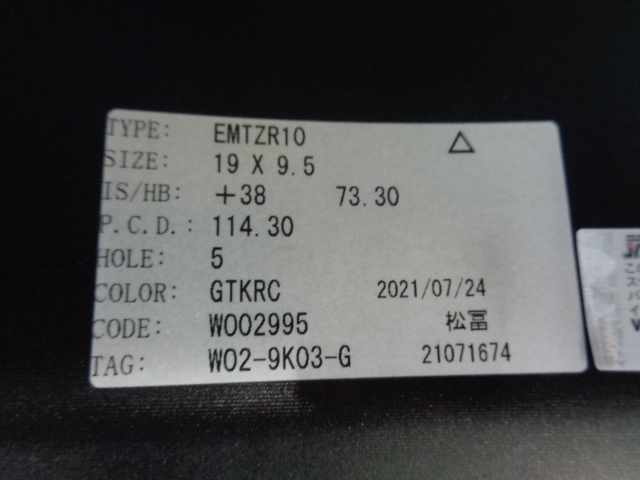 TYPE: EMTZR10 △
SIZE: 19 X 9.5
IS/HB: +38 73.30
P.C.D.: 114.30
HOLE: 5
COLOR: GTKRC 2021/07/24
CODE: W002995 松冨
TAG: W02-9K03-G 21071674